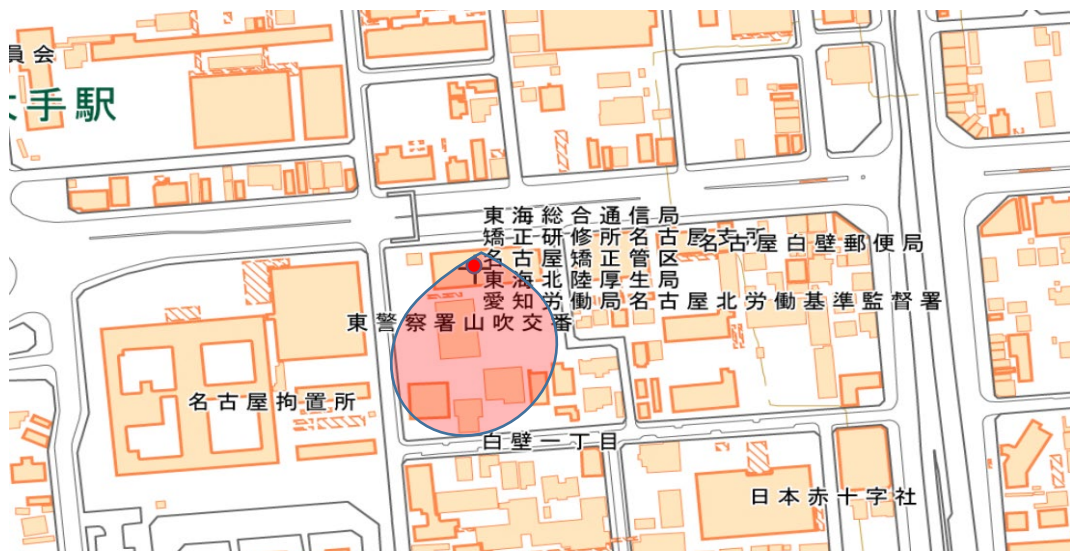 員会
大手駅
東海総合通信局
矯正研修所名古屋支所
名古屋白壁郵便局
名古屋矯正管区
東海北陸厚生局
愛知労働局名古屋北労働基準監督署
東警察署山吹交番
名古屋拘置所
白壁一丁目
日本赤十字社